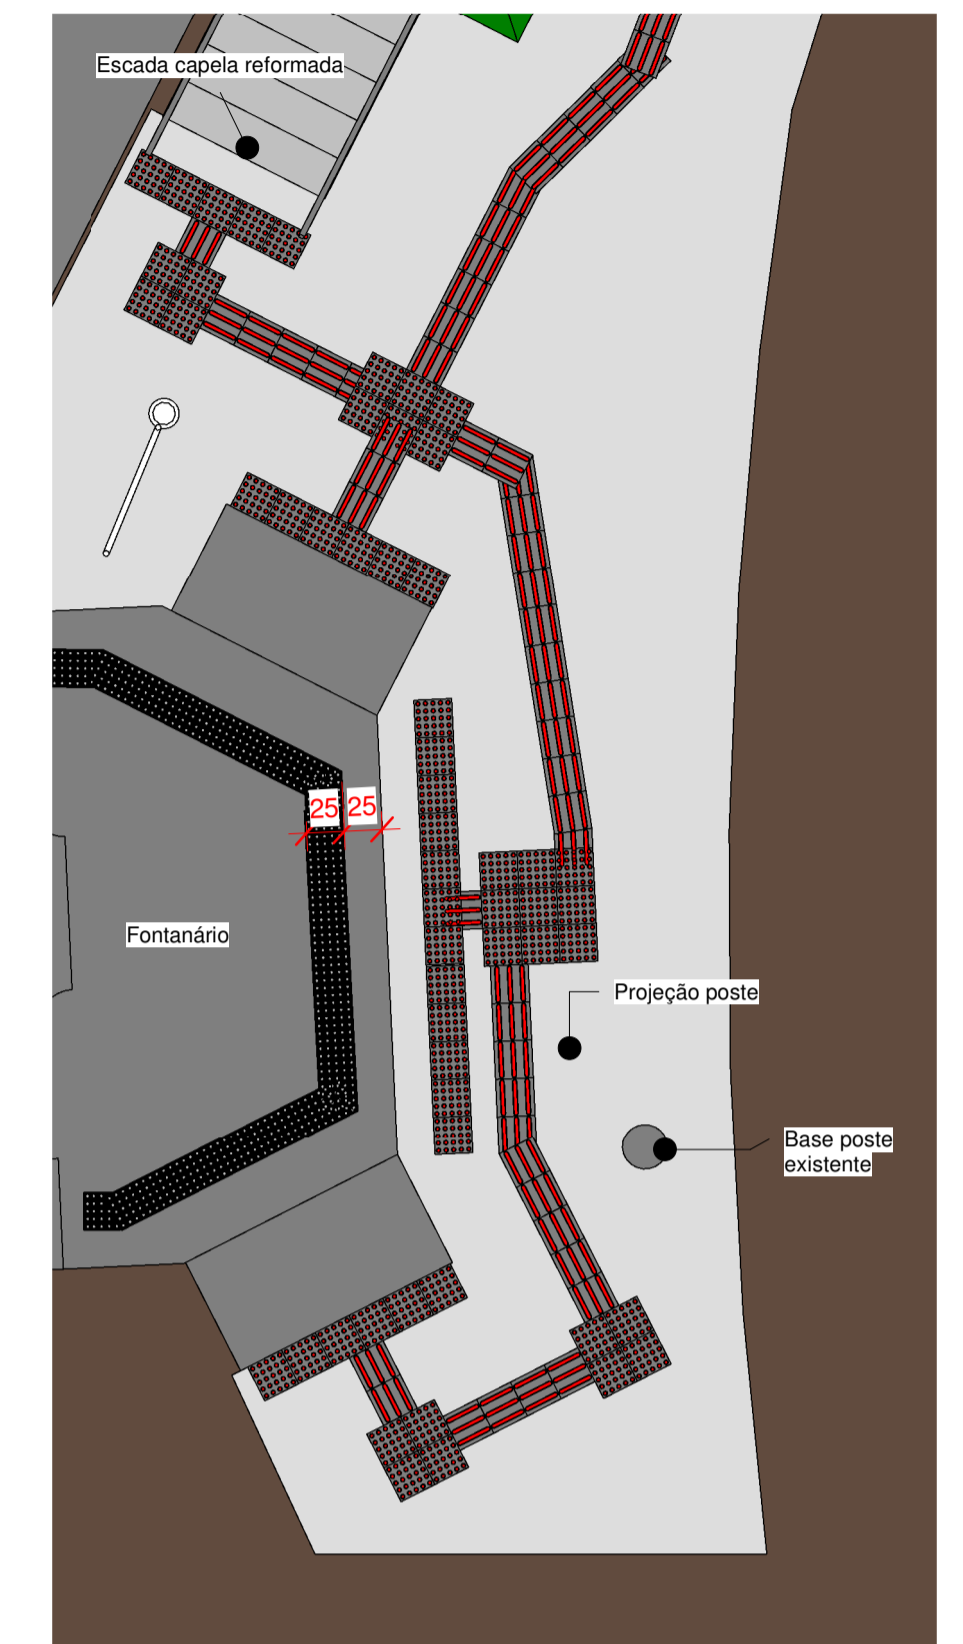 Escada capela reformada
25 25
Fontanário
Projeção poste
Base poste
existente